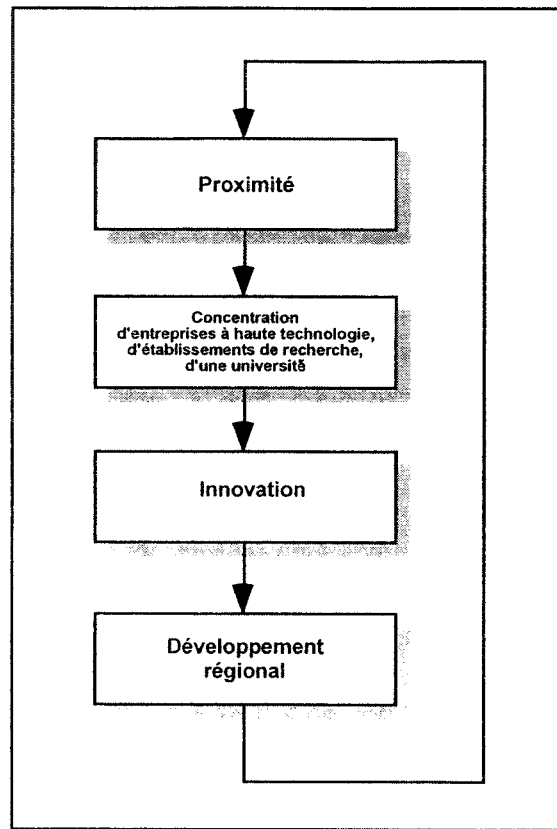 Proximité
Concentration
d'entreprises à haute technologie,
d'établissements de recherche,
d'une université
Innovation
Développement
régional